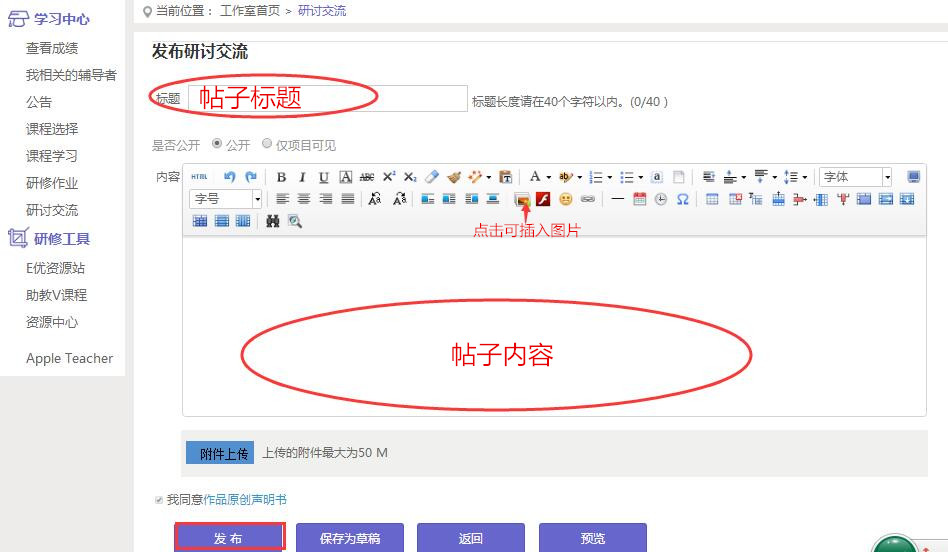 学习中心
查看成绩
我相关的辅导者
公告
课程选择
课程学习
研修作业
研讨交流
研修工具
E优资源站
助教V课程
资源中心
Apple Teacher
当前位置： 工作室首页 > 研讨交流
发布研讨交流
标题 帖子标题 标题长度请在40个字符以内。(0/40 )
是否公开 公开 仅项目可见
内容 HTML B I U A ABC X² X₂ A ab a 字体
字号
点击可插入图片
帖子内容
附件上传 上传的附件最大为50 M
我同意作品原创声明书
发 布 保存为草稿 返回 预览